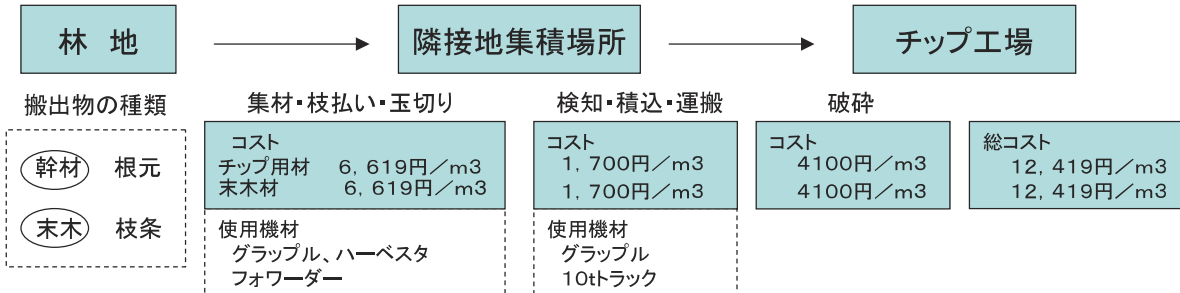 林 地
隣接地集積場所
チップ工場
搬出物の種類
集材・枝払い・玉切り
検知・積込・運搬
破砕
幹材 根元
末木 枝条
コスト
チップ用材 6,619円/m3
末木材 6,619円/m3
使用機材
グラップル、ハーベスタ
フォワーダー
コスト
1,700円/m3
1,700円/m3
使用機材
グラップル
10tトラック
コスト
4100円/m3
4100円/m3
総コスト
12,419円/m3
12,419円/m3